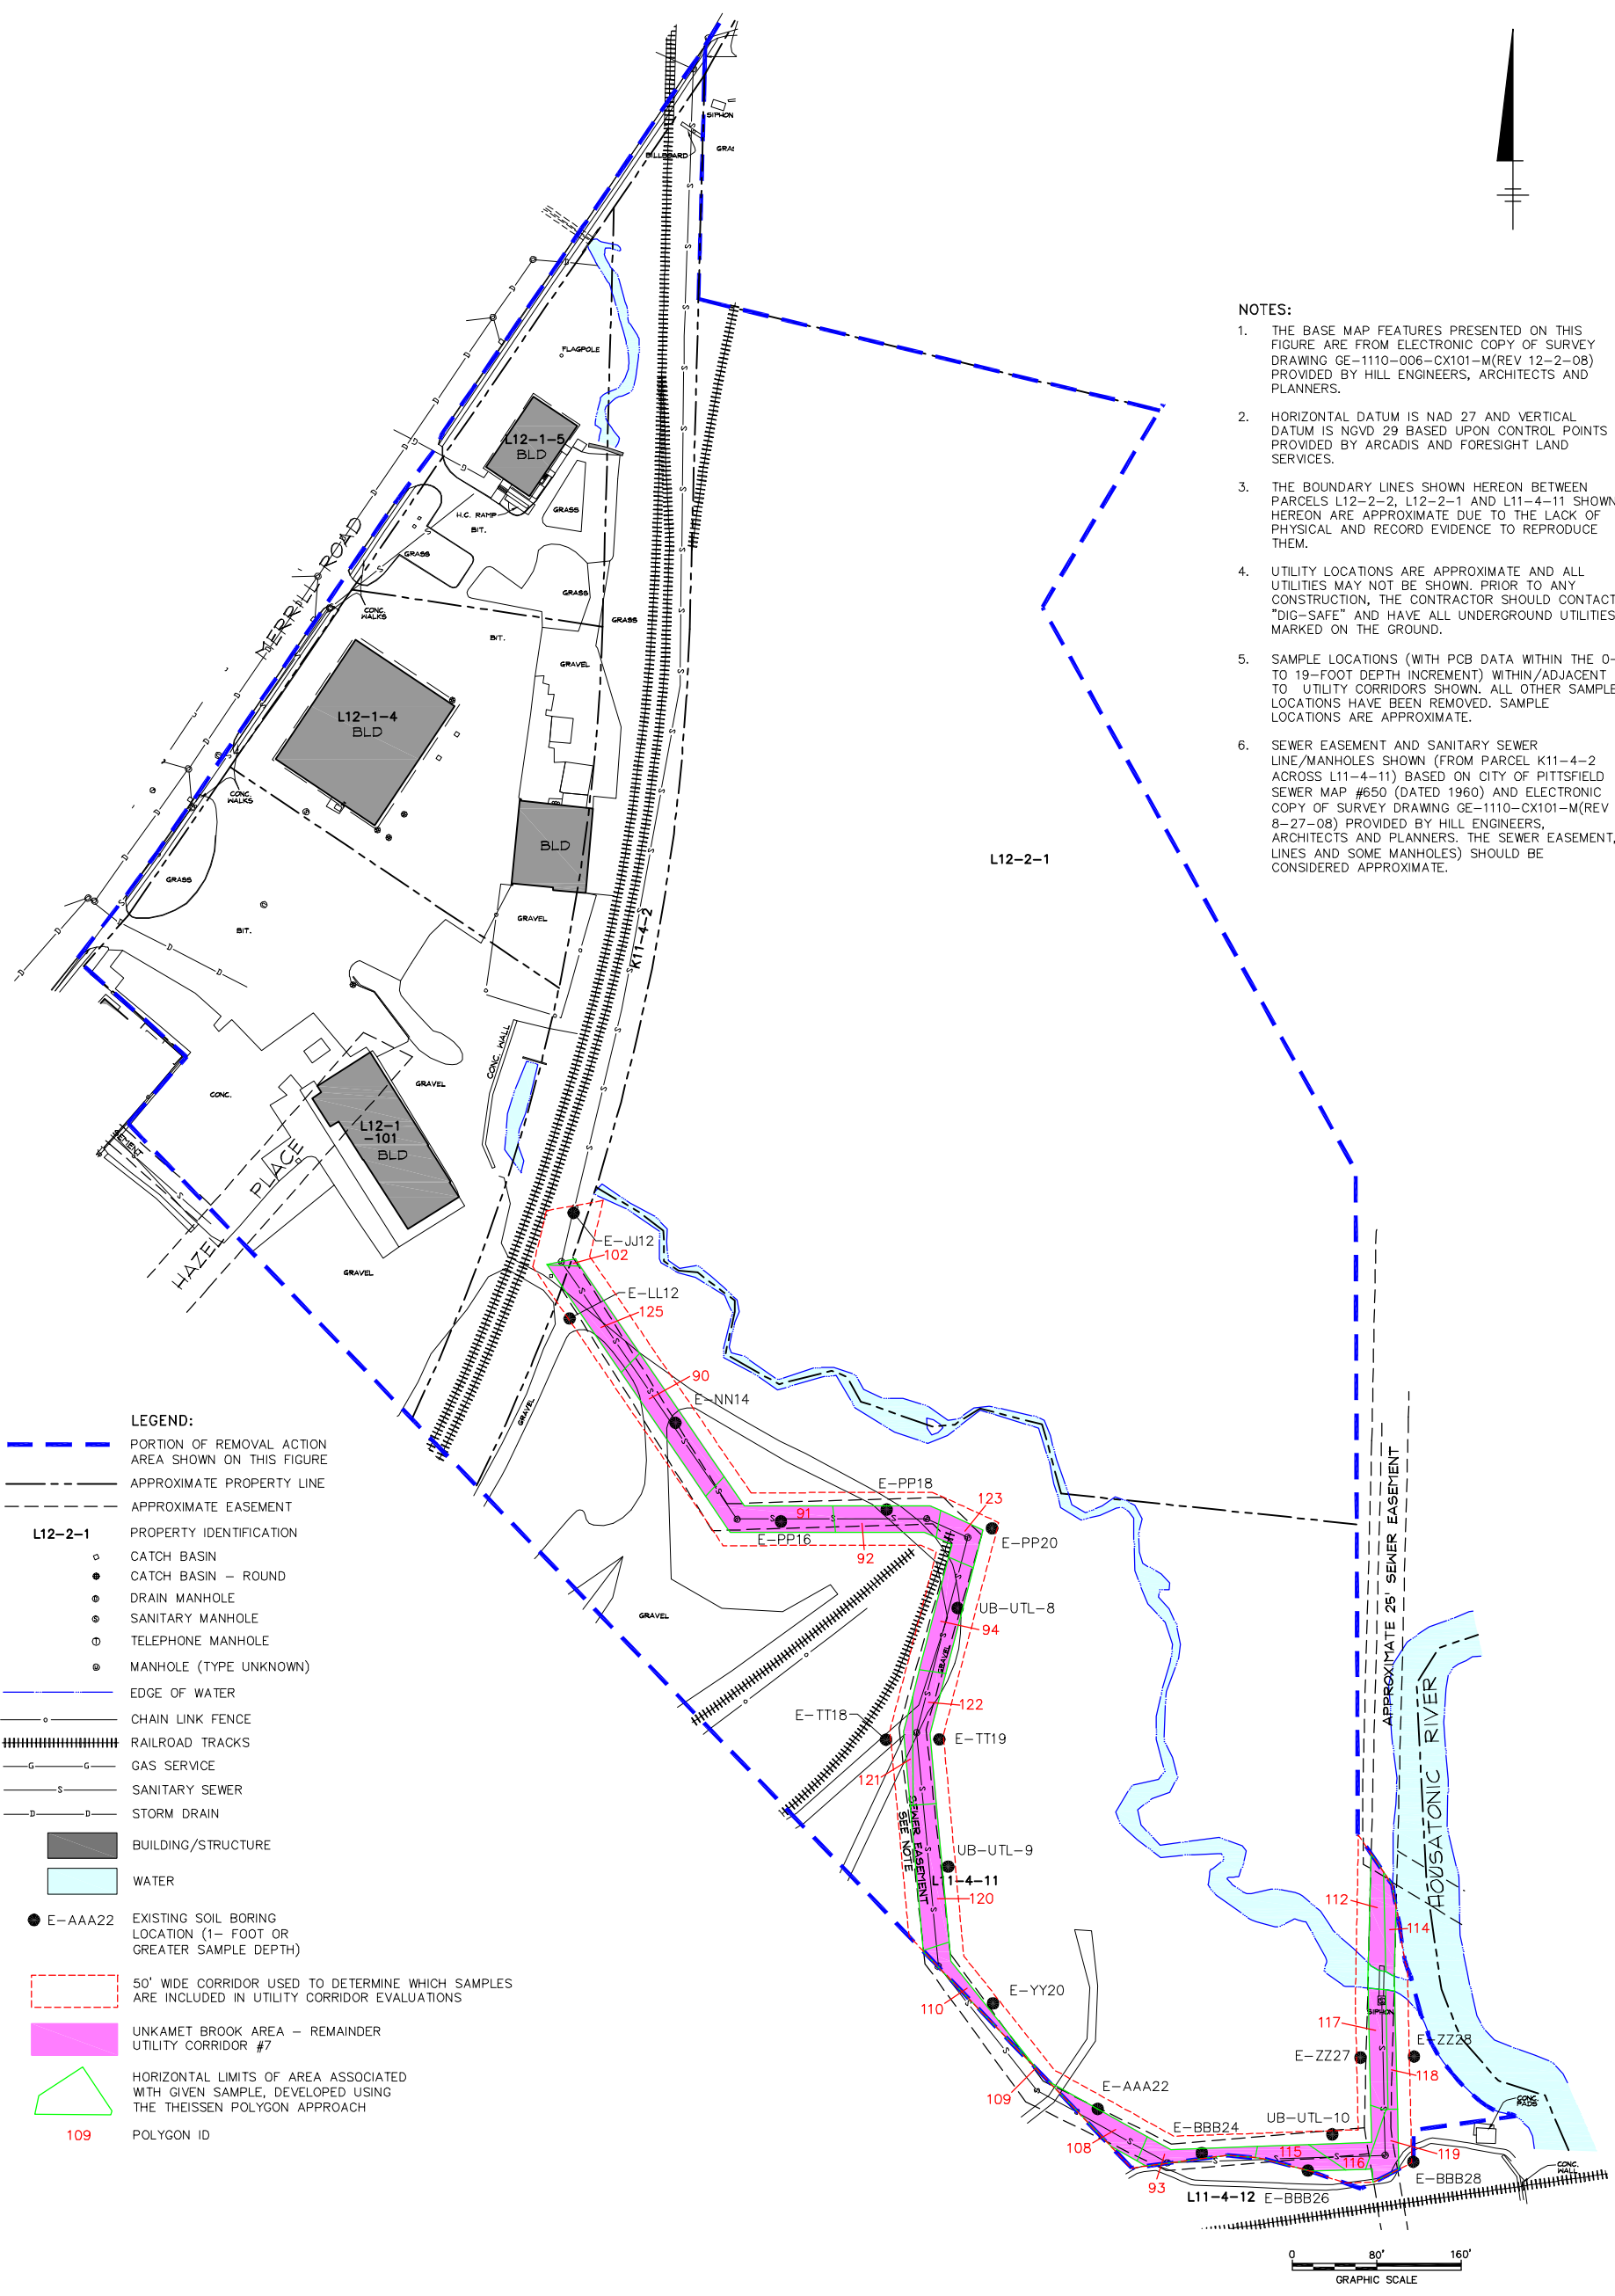 SIPHON
GRA
BILLBOARD
S
D
FLAGPOLE
L12-1-5
BLD
H.C. RAMP
BIT.
GRASS
GRASS
GRASS
GRASS
MERRILL ROAD
CONC.
WALKS
BIT.
GRAVEL
L12-1-4
BLD
CONC.
WALKS
BLD
GRASS
GRAVEL
BIT.
K11-4-2
L12-2-1
CONC. WALL
GRAVEL
CONC.
L12-1
-101
BLD
HAZEL PLACE
GRAVEL
GRAVEL
E-JJ12
102
E-LL12
125
90
E-NN14
E-PP18
123
91
E-PP16
92
E-PP20
UB-UTL-8
94
GRAVEL
GRAVEL
122
E-TT18
E-TT19
121
SEWER EASEMENT
SEE NOTE
UB-UTL-9
L11-4-11
120
110
E-YY20
109
E-AAA22
108
93
E-BBB24
UB-UTL-10
115
116
L11-4-12
E-BBB26
119
E-BBB28
112
114
SIPHON
117
E-ZZ27
E-ZZ28
118
CONC.
PADS
CONC.
WALL
APPROXIMATE 25' SEWER EASEMENT
HOUSATONIC RIVER
NOTES:
1. THE BASE MAP FEATURES PRESENTED ON THIS
FIGURE ARE FROM ELECTRONIC COPY OF SURVEY
DRAWING GE-1110-006-CX101-M(REV 12-2-08)
PROVIDED BY HILL ENGINEERS, ARCHITECTS AND
PLANNERS.
2. HORIZONTAL DATUM IS NAD 27 AND VERTICAL
DATUM IS NGVD 29 BASED UPON CONTROL POINTS
PROVIDED BY ARCADIS AND FORESIGHT LAND
SERVICES.
3. THE BOUNDARY LINES SHOWN HEREON BETWEEN
PARCELS L12-2-2, L12-2-1 AND L11-4-11 SHOWN
HEREON ARE APPROXIMATE DUE TO THE LACK OF
PHYSICAL AND RECORD EVIDENCE TO REPRODUCE
THEM.
4. UTILITY LOCATIONS ARE APPROXIMATE AND ALL
UTILITIES MAY NOT BE SHOWN. PRIOR TO ANY
CONSTRUCTION, THE CONTRACTOR SHOULD CONTACT
"DIG-SAFE" AND HAVE ALL UNDERGROUND UTILITIES
MARKED ON THE GROUND.
5. SAMPLE LOCATIONS (WITH PCB DATA WITHIN THE 0-
TO 19-FOOT DEPTH INCREMENT) WITHIN/ADJACENT
TO UTILITY CORRIDORS SHOWN. ALL OTHER SAMPLE
LOCATIONS HAVE BEEN REMOVED. SAMPLE
LOCATIONS ARE APPROXIMATE.
6. SEWER EASEMENT AND SANITARY SEWER
LINE/MANHOLES SHOWN (FROM PARCEL K11-4-2
ACROSS L11-4-11) BASED ON CITY OF PITTSFIELD
SEWER MAP #650 (DATED 1960) AND ELECTRONIC
COPY OF SURVEY DRAWING GE-1110-CX101-M(REV
8-27-08) PROVIDED BY HILL ENGINEERS,
ARCHITECTS AND PLANNERS. THE SEWER EASEMENT,
LINES AND SOME MANHOLES) SHOULD BE
CONSIDERED APPROXIMATE.
LEGEND:
PORTION OF REMOVAL ACTION
AREA SHOWN ON THIS FIGURE
APPROXIMATE PROPERTY LINE
APPROXIMATE EASEMENT
L12-2-1 PROPERTY IDENTIFICATION
CATCH BASIN
CATCH BASIN - ROUND
DRAIN MANHOLE
SANITARY MANHOLE
TELEPHONE MANHOLE
MANHOLE (TYPE UNKNOWN)
EDGE OF WATER
CHAIN LINK FENCE
RAILROAD TRACKS
G G GAS SERVICE
S SANITARY SEWER
D D STORM DRAIN
BUILDING/STRUCTURE
WATER
E-AAA22 EXISTING SOIL BORING
LOCATION (1- FOOT OR
GREATER SAMPLE DEPTH)
50' WIDE CORRIDOR USED TO DETERMINE WHICH SAMPLES
ARE INCLUDED IN UTILITY CORRIDOR EVALUATIONS
UNKAMET BROOK AREA - REMAINDER
UTILITY CORRIDOR #7
HORIZONTAL LIMITS OF AREA ASSOCIATED
WITH GIVEN SAMPLE, DEVELOPED USING
THE THEISSEN POLYGON APPROACH
109 POLYGON ID
0 80' 160'
GRAPHIC SCALE